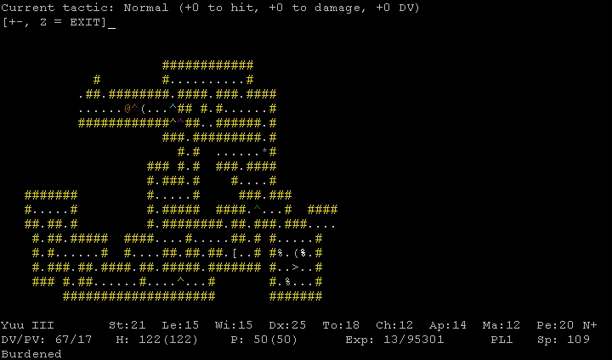 Current tactic: Normal (+0 to hit, +0 to damage, +0 DV)
[+-, Z = EXIT]_
Yuu III St:21 Le:15 Wi:15 Dx:25 To:18 Ch:12 Ap:14 Ma:12 Pe:20 N+
DV/PV: 67/17 H: 122(122) P: 50(50) Exp: 13/95301 PL1 Sp: 109
Burdened